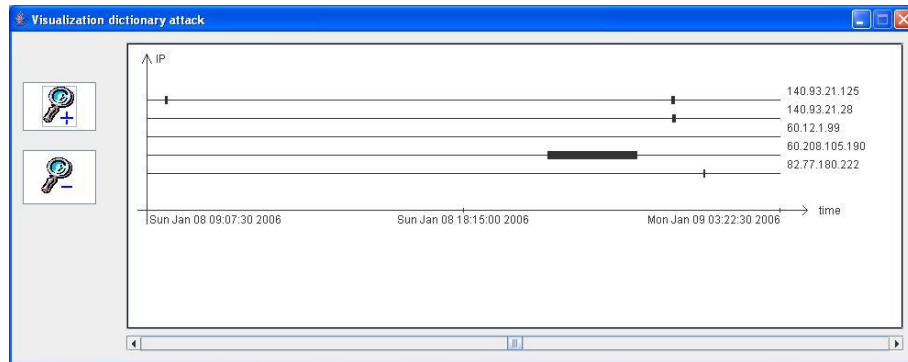 Visualization dictionary attack
IP
140.93.21.125
140.93.21.28
60.12.1.99
60.208.105.190
82.77.180.222
time
Sun Jan 08 09:07:30 2006
Sun Jan 08 18:15:00 2006
Mon Jan 09 03:22:30 2006